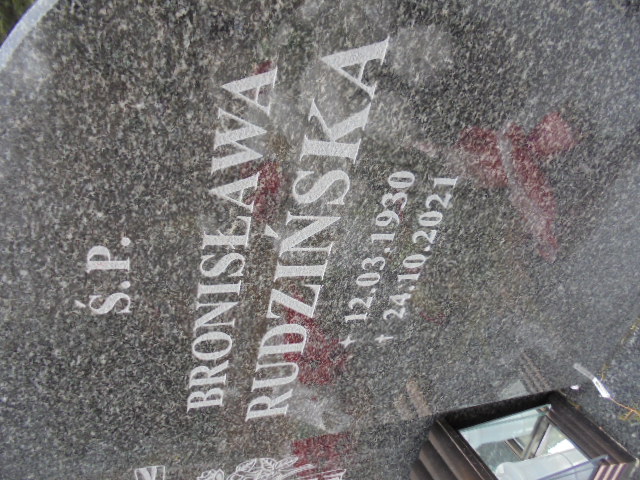 Ś.P.
BRONISŁAWA
RUDZIŃSKA
* 12.03.1930
+ 24.10.2021